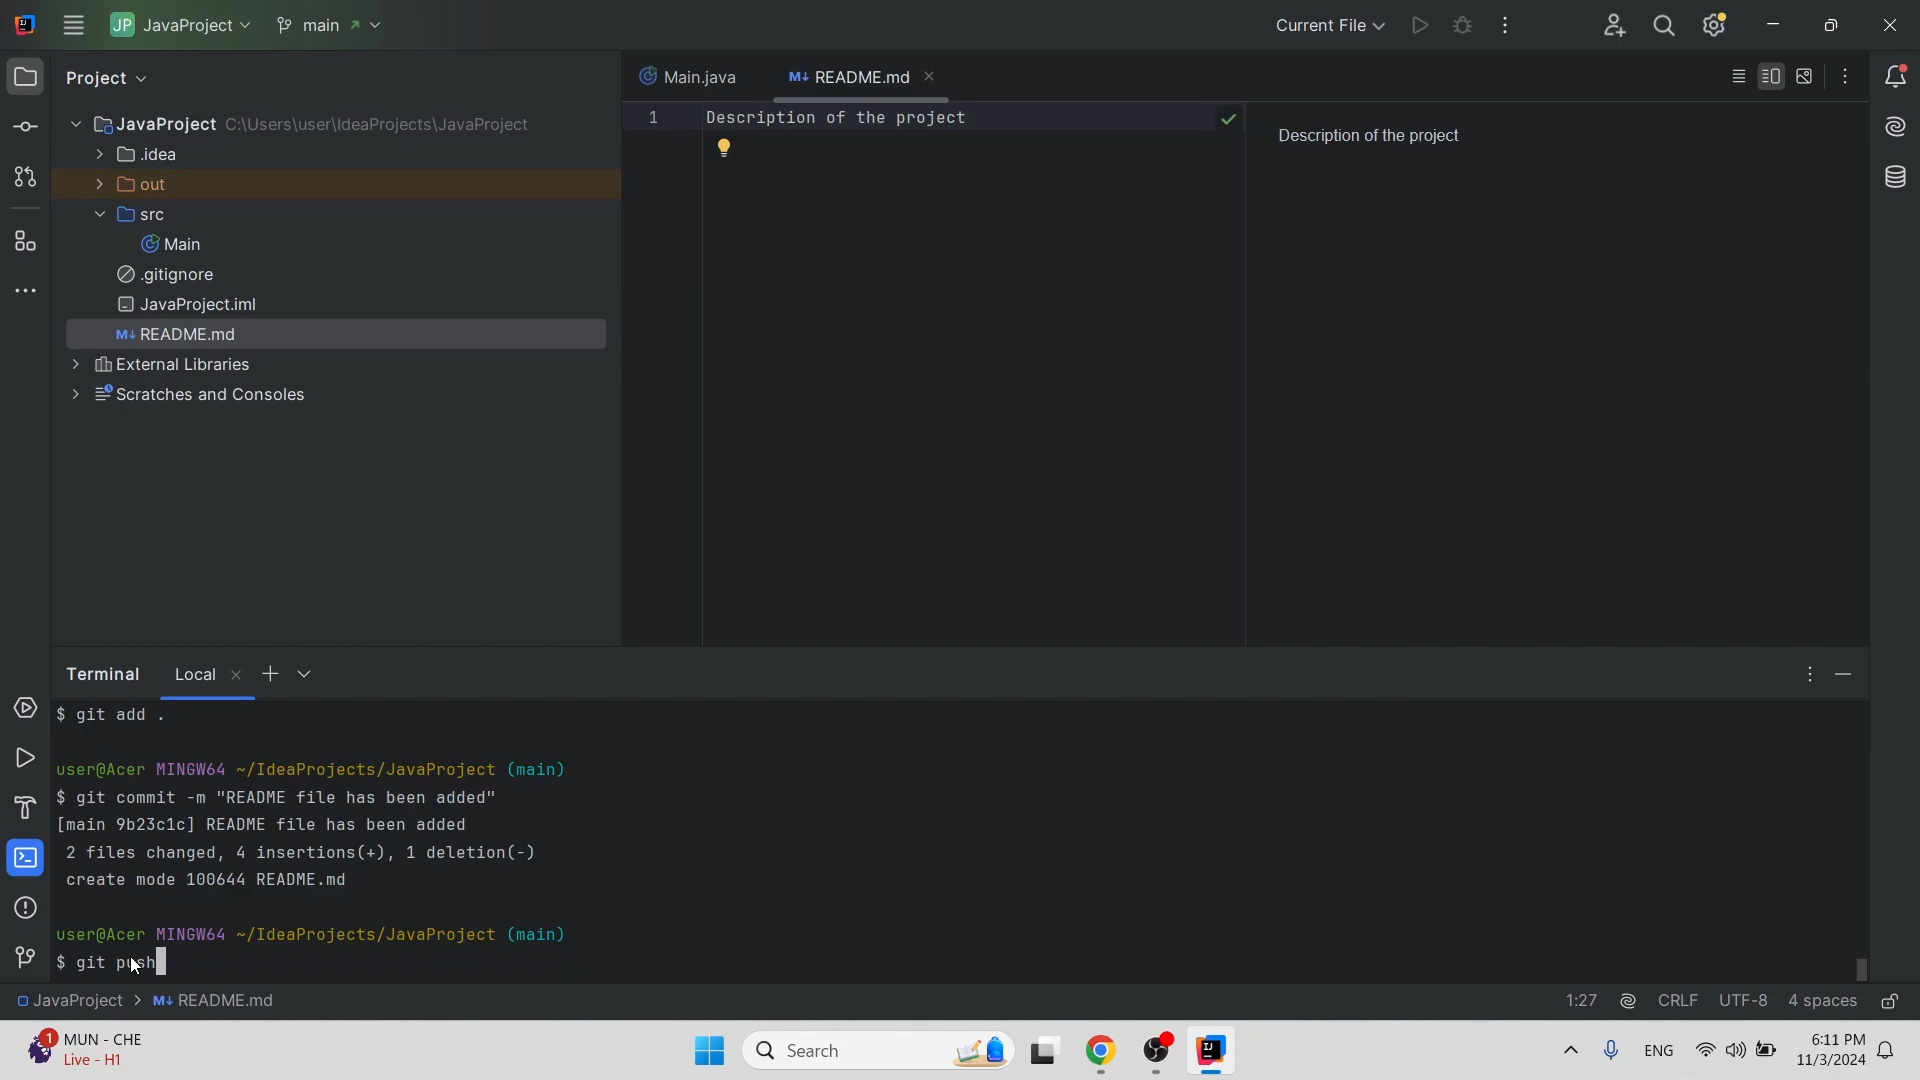 JP JavaProject main Current File
Project
Main.java README.md
JavaProject C:\Users\user\IdeaProjects\JavaProject
.idea
out
src
Main
.gitignore
JavaProject.iml
M↓ README.md
External Libraries
Scratches and Consoles
1 Description of the project
Description of the project
Terminal Local
$ git add .
user@Acer MINGW64 ~/IdeaProjects/JavaProject (main)
$ git commit -m "README file has been added"
[main 9b23c1c] README file has been added
2 files changed, 4 insertions(+), 1 deletion(-)
create mode 100644 README.md
user@Acer MINGW64 ~/IdeaProjects/JavaProject (main)
$ git push
JavaProject > M↓ README.md 1:27 CRLF UTF-8 4 spaces
1 MUN - CHE
Live - H1
Search
ENG
6:11 PM
11/3/2024